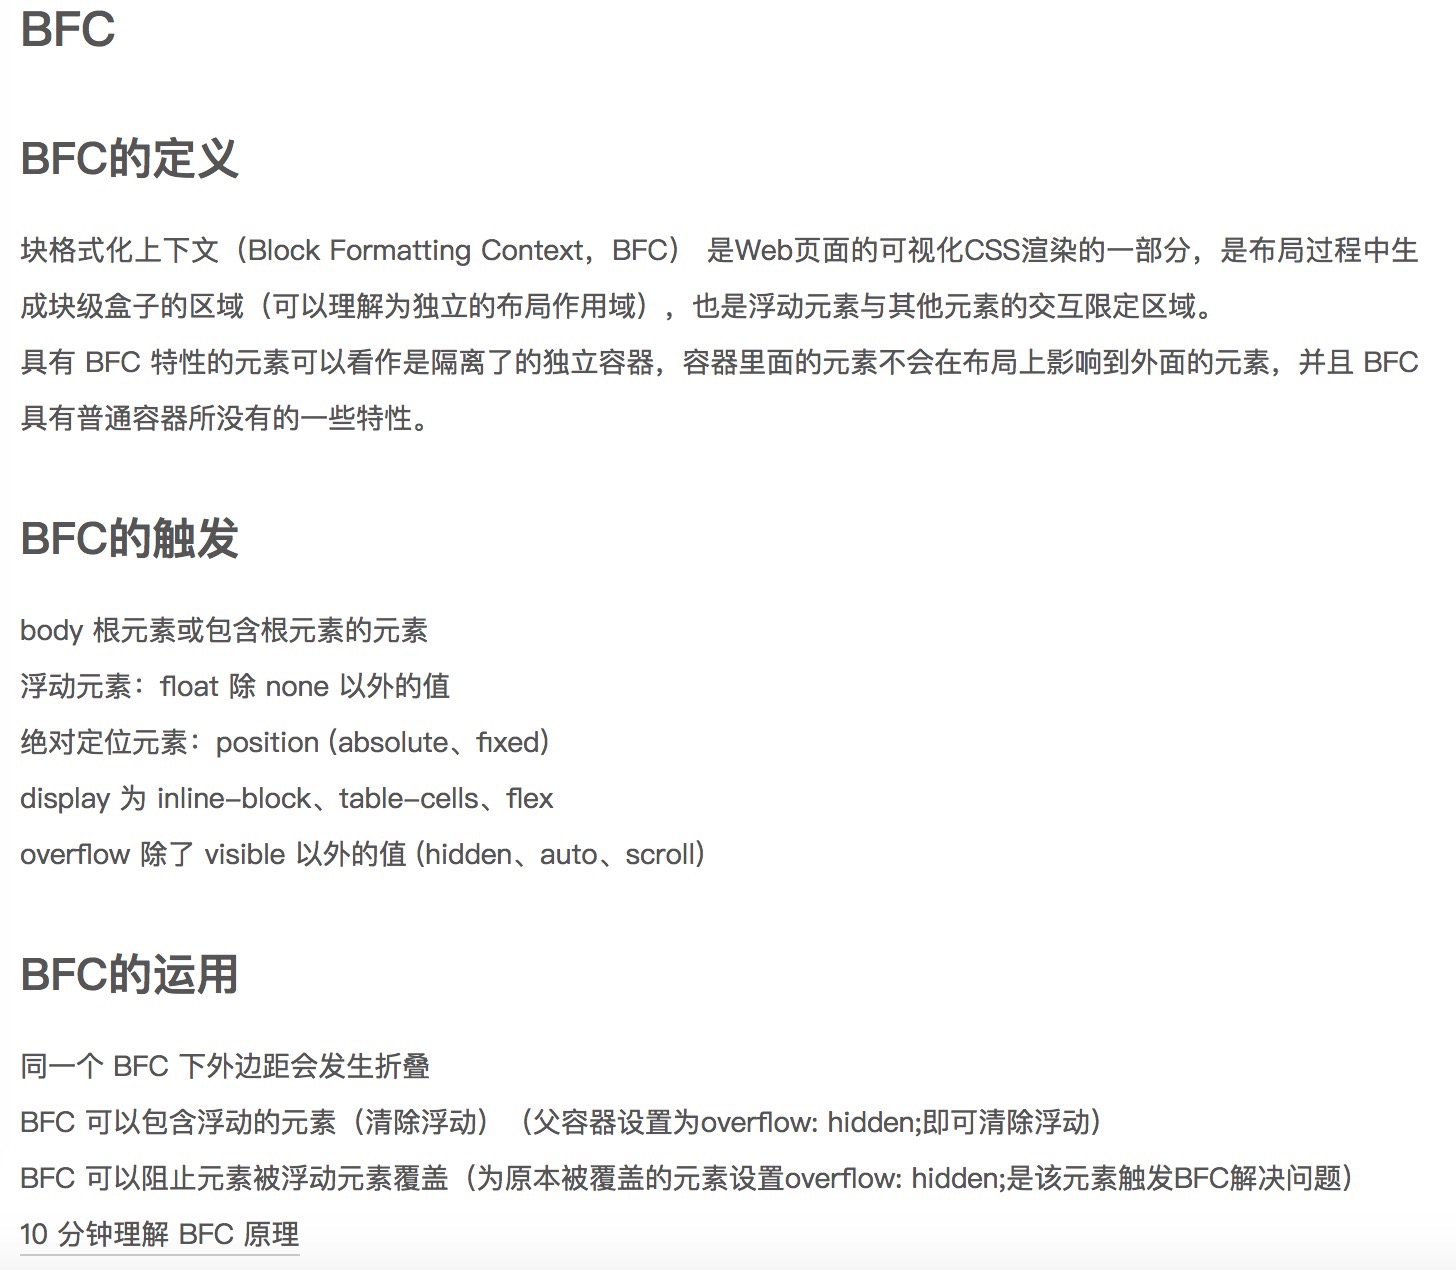 BFC
BFC的定义
块格式化上下文（Block Formatting Context，BFC） 是Web页面的可视化CSS渲染的一部分，是布局过程中生
成块级盒子的区域（可以理解为独立的布局作用域），也是浮动元素与其他元素的交互限定区域。
具有 BFC 特性的元素可以看作是隔离了的独立容器，容器里面的元素不会在布局上影响到外面的元素，并且 BFC
具有普通容器所没有的一些特性。
BFC的触发
body 根元素或包含根元素的元素
浮动元素：float 除 none 以外的值
绝对定位元素：position (absolute、fixed)
display 为 inline-block、table-cells、flex
overflow 除了 visible 以外的值 (hidden、auto、scroll)
BFC的运用
同一个 BFC 下外边距会发生折叠
BFC 可以包含浮动的元素（清除浮动）（父容器设置为overflow: hidden;即可清除浮动）
BFC 可以阻止元素被浮动元素覆盖（为原本被覆盖的元素设置overflow: hidden;是该元素触发BFC解决问题）
10 分钟理解 BFC 原理